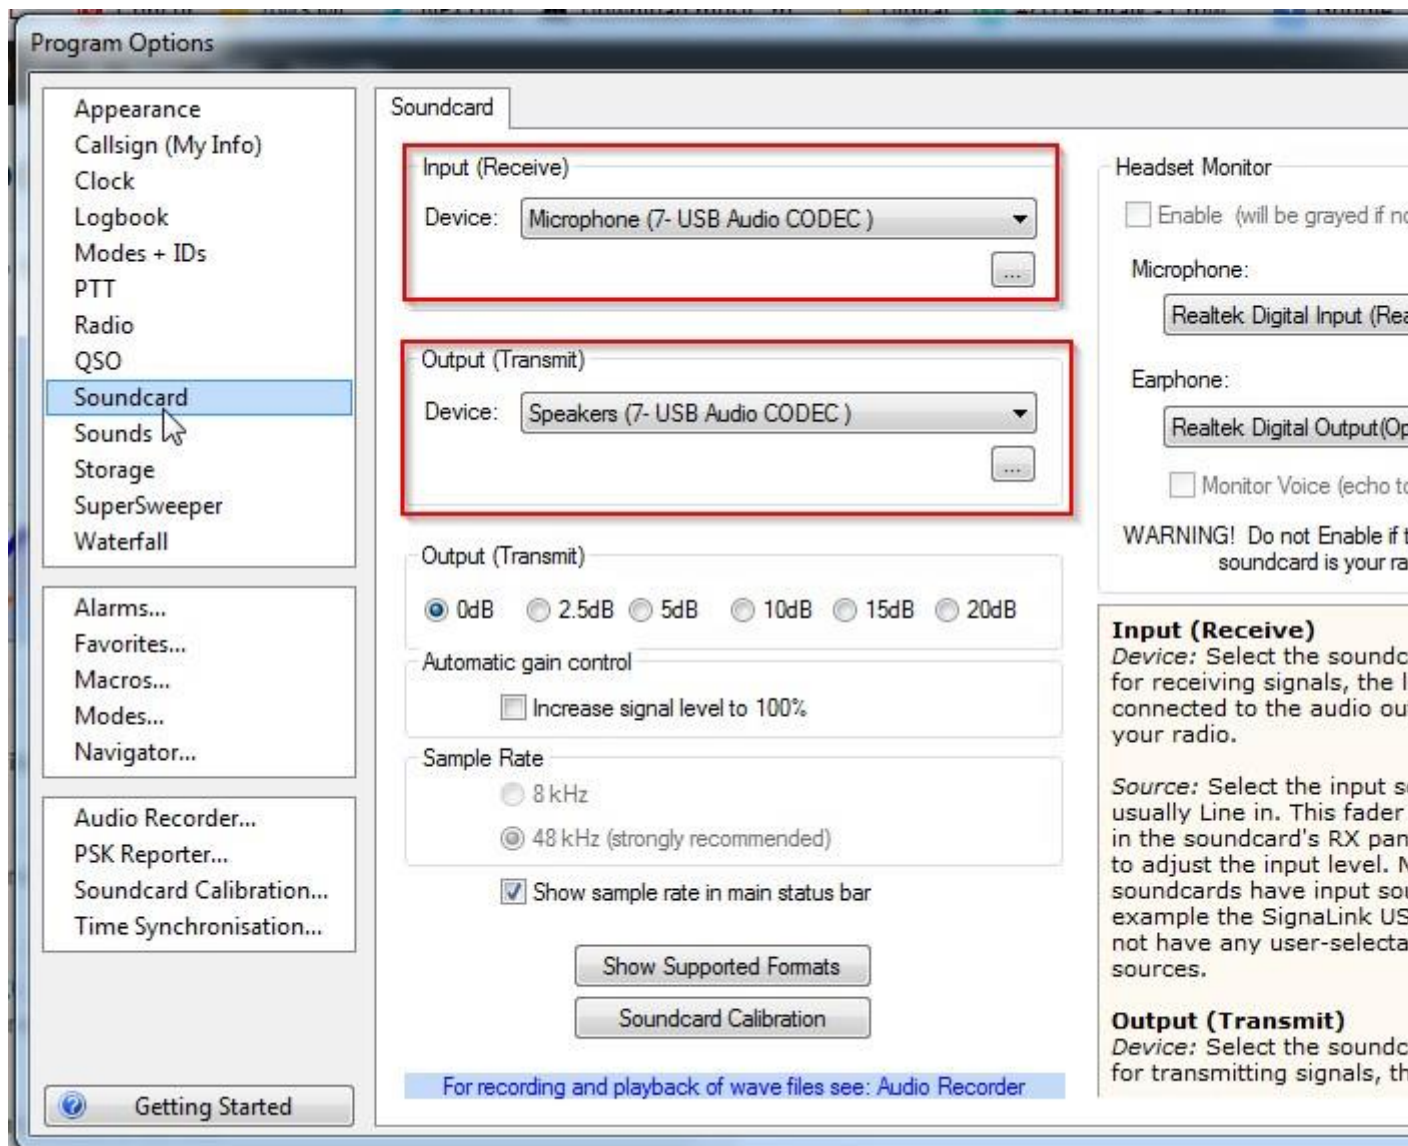 Program Options
Appearance
Callsign (My Info)
Clock
Logbook
Modes + IDs
PTT
Radio
QSO
Soundcard
Sounds
Storage
SuperSweeper
Waterfall
Alarms...
Favorites...
Macros...
Modes...
Navigator...
Audio Recorder...
PSK Reporter...
Soundcard Calibration...
Time Synchronisation...
Getting Started
Soundcard
Input (Receive)
Device: Microphone (7- USB Audio CODEC )
...
Output (Transmit)
Device: Speakers (7- USB Audio CODEC )
...
Output (Transmit)
0dB 2.5dB 5dB 10dB 15dB 20dB
Automatic gain control
Increase signal level to 100%
Sample Rate
8 kHz
48 kHz (strongly recommended)
Show sample rate in main status bar
Show Supported Formats
Soundcard Calibration
For recording and playback of wave files see: Audio Recorder
Headset Monitor
Enable (will be grayed if
Microphone:
Realtek Digital Input
Earphone:
Realtek Digital Output(
Monitor Voice (echo
WARNING! Do not Enable if
soundcard is your
Input (Receive)
Device: Select the
for receiving signals, the
connected to the audio
your radio.
Source: Select the input
usually Line in. This fader
in the soundcard's RX
to adjust the input level.
soundcards have input
example the SignaLink
not have any
sources.
Output (Transmit)
Device: Select the
for transmitting signals,